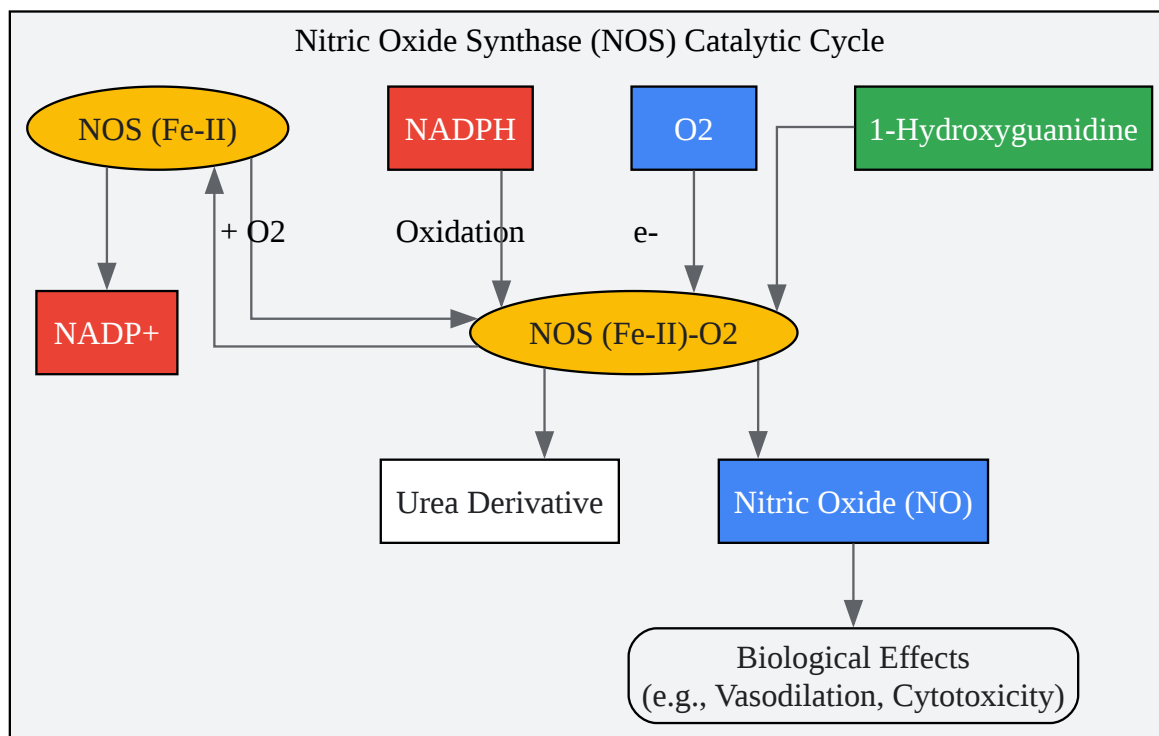 Nitric Oxide Synthase (NOS) Catalytic Cycle
NOS (Fe-II)
NADPH
O2
1-Hydroxyguanidine
+ O2
Oxidation
e-
NADP+
NOS (Fe-II)-O2
Urea Derivative
Nitric Oxide (NO)
Biological Effects
(e.g., Vasodilation, Cytotoxicity)